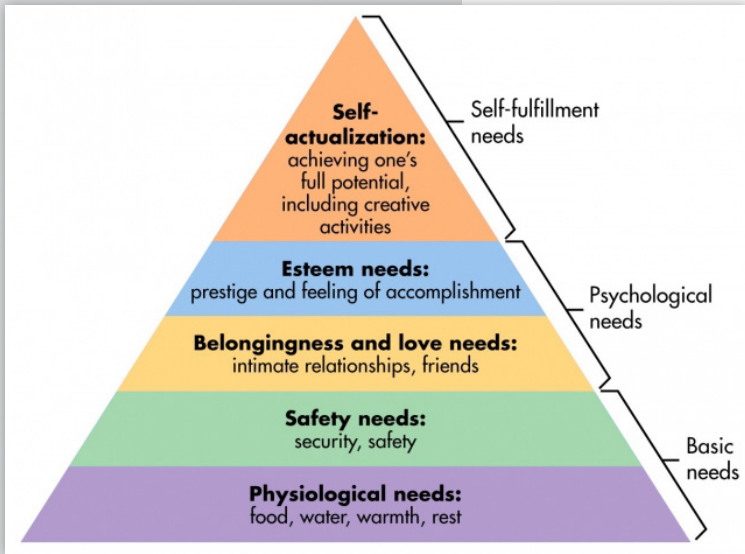 Self-
actualization:
achieving one's
full potential,
including creative
activities
Self-fulfillment
needs
Esteem needs:
prestige and feeling of accomplishment
Belongingness and love needs:
intimate relationships, friends
Psychological
needs
Safety needs:
security, safety
Physiological needs:
food, water, warmth, rest
Basic
needs